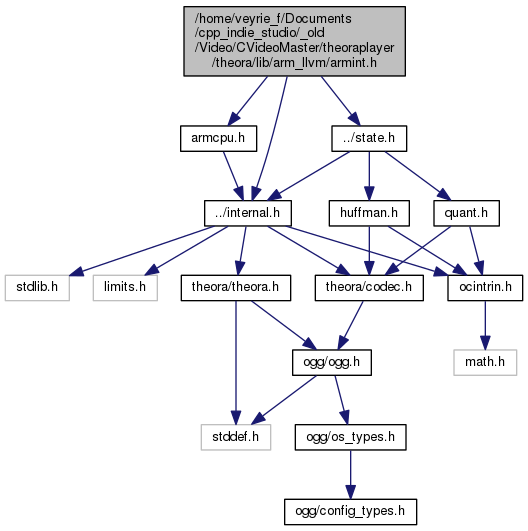 /home/veyrie_f/Documents
/cpp_indie_studio/_old
/Video/CVideoMaster/theoraplayer
/theora/lib/arm_llvm/armint.h
armcpu.h
../state.h
../internal.h
huffman.h
quant.h
stdlib.h
limits.h
theora/theora.h
theora/codec.h
ocintrin.h
ogg/ogg.h
math.h
stddef.h
ogg/os_types.h
ogg/config_types.h